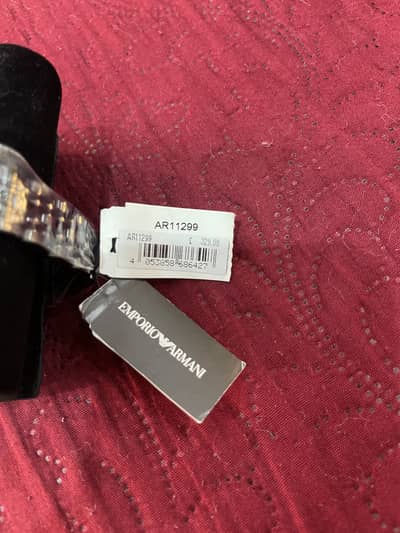 AR11299
AR11299 £ 329.00
4 053858 686427
EMPORIO ARMANI